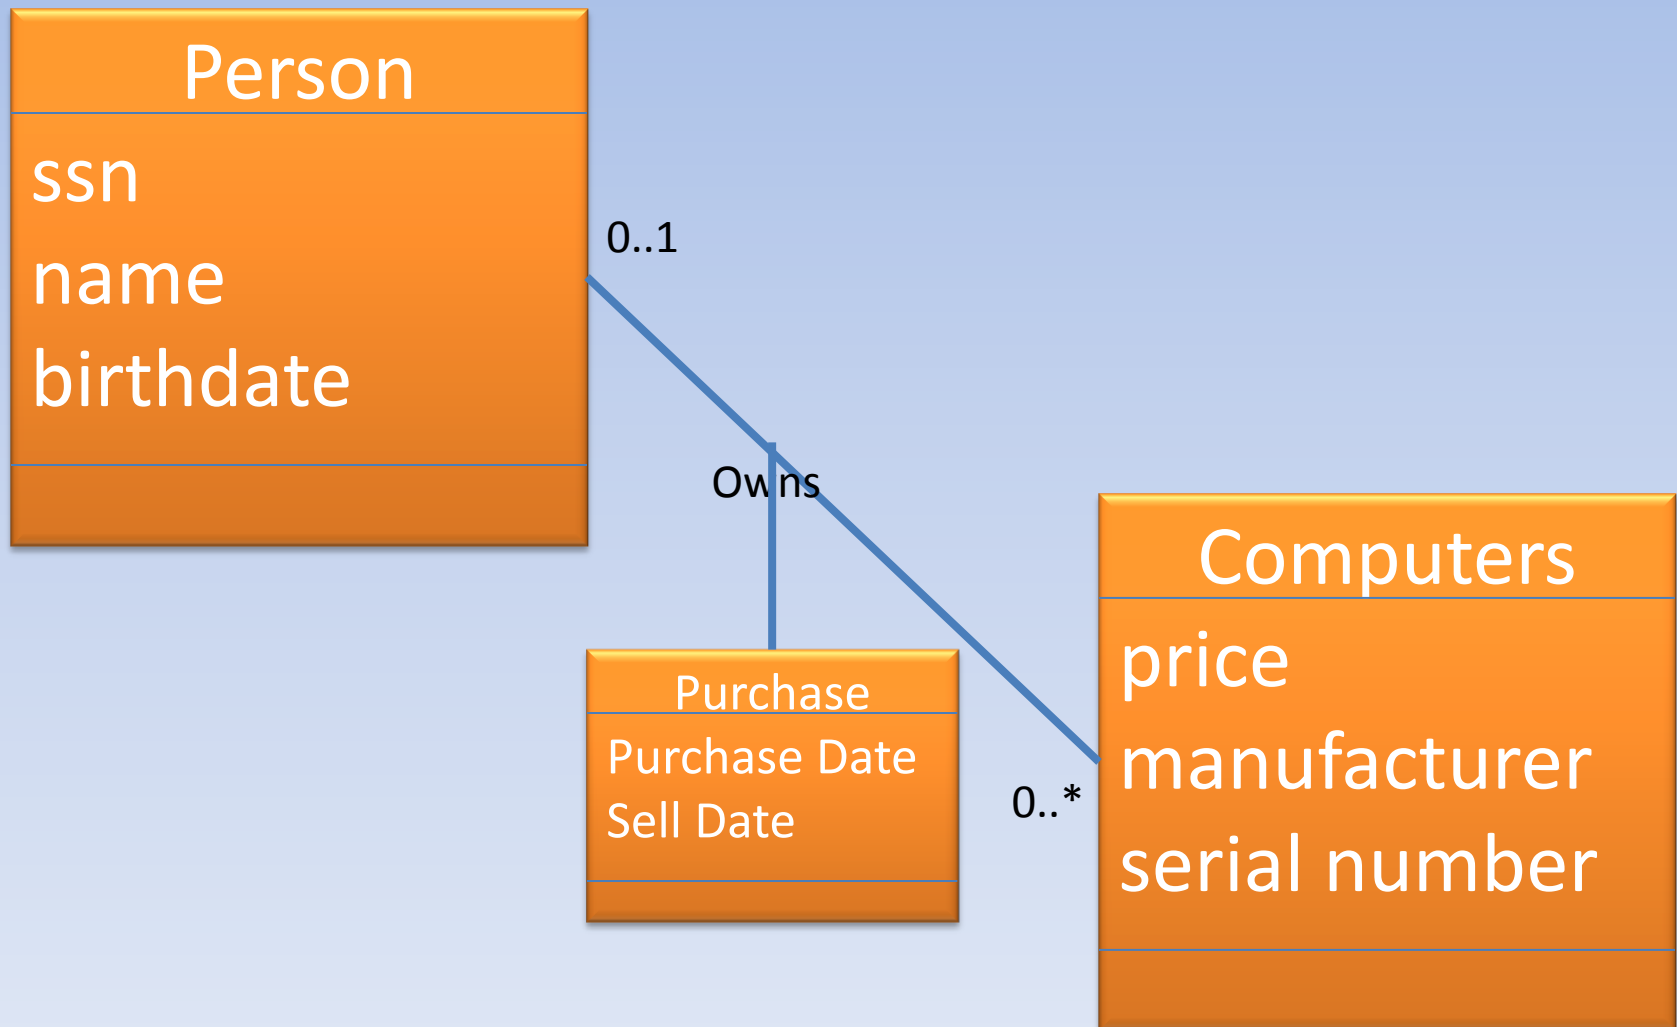 Person
ssn
name
birthdate
0..1
Owns
Purchase
Purchase Date
Sell Date
0..*
Computers
price
manufacturer
serial number